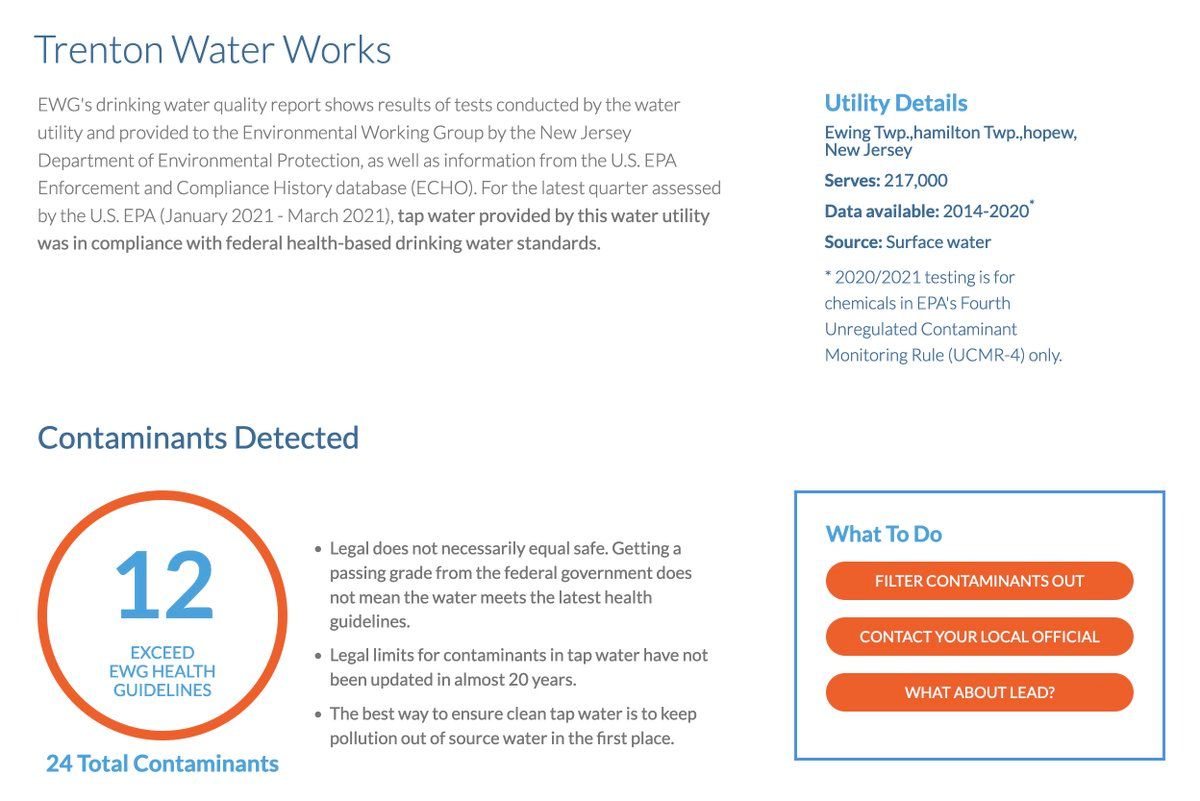 Trenton Water Works
EWG's drinking water quality report shows results of tests conducted by the water
utility and provided to the Environmental Working Group by the New Jersey
Department of Environmental Protection, as well as information from the U.S. EPA
Enforcement and Compliance History database (ECHO). For the latest quarter assessed
by the U.S. EPA (January 2021 - March 2021), tap water provided by this water utility
was in compliance with federal health-based drinking water standards.
Utility Details
Ewing Twp.,hamilton Twp.,hopew,
New Jersey
Serves: 217,000
Data available: 2014-2020*
Source: Surface water
* 2020/2021 testing is for
chemicals in EPA's Fourth
Unregulated Contaminant
Monitoring Rule (UCMR-4) only.
Contaminants Detected
12
EXCEED
EWG HEALTH
GUIDELINES
24 Total Contaminants
• Legal does not necessarily equal safe. Getting a
passing grade from the federal government does
not mean the water meets the latest health
guidelines.
• Legal limits for contaminants in tap water have not
been updated in almost 20 years.
• The best way to ensure clean tap water is to keep
pollution out of source water in the first place.
What To Do
FILTER CONTAMINANTS OUT
CONTACT YOUR LOCAL OFFICIAL
WHAT ABOUT LEAD?